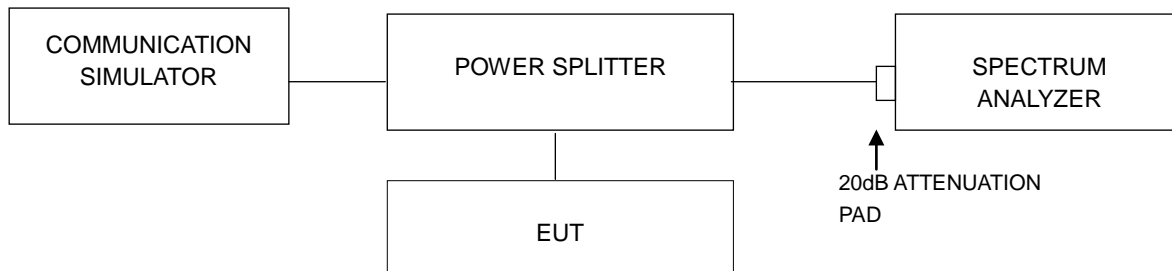 COMMUNICATION
SIMULATOR
POWER SPLITTER
SPECTRUM
ANALYZER
20dB ATTENUATION
PAD
EUT